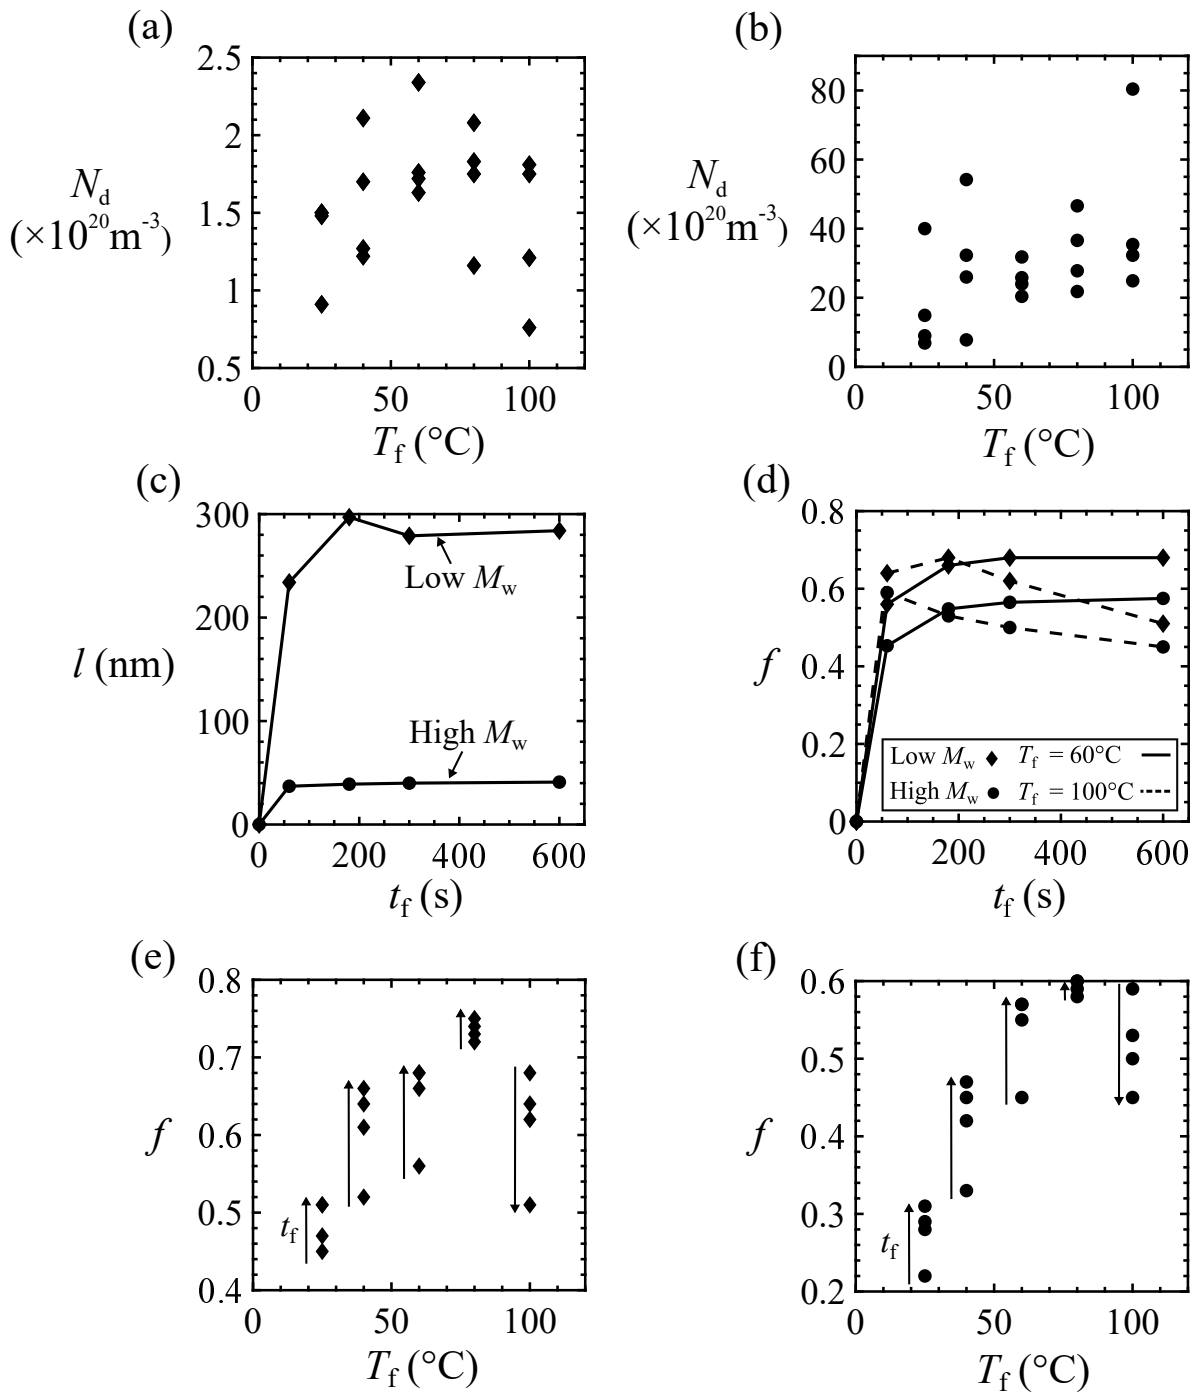 (a)
2.5
2
1.5
1
0.5
N_d
(×10^20 m^-3)
0 50 100
T_f (°C)
(b)
80
60
40
20
0
N_d
(×10^20 m^-3)
0 50 100
T_f (°C)
(c)
300
200
100
0
l (nm)
Low M_w
High M_w
0 200 400 600
t_f (s)
(d)
0.8
0.6
0.4
0.2
0
f
Low M_w ♦ T_f = 60°C
High M_w ● T_f = 100°C
0 200 400 600
t_f (s)
(e)
0.8
0.7
0.6
0.5
0.4
f
t_f
0 50 100
T_f (°C)
(f)
0.6
0.5
0.4
0.3
0.2
f
t_f
0 50 100
T_f (°C)